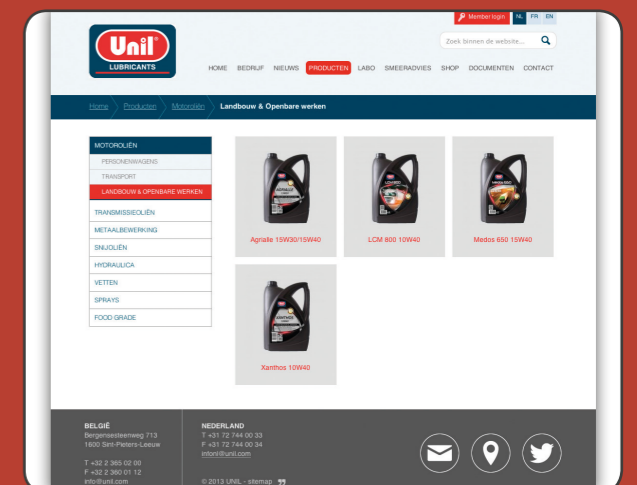 Member login NL FR EN
Unil
LUBRICANTS
Zoek binnen de website...
HOME BEDRIJF NIEUWS PRODUCTEN LABO SMEERADVIES SHOP DOCUMENTEN CONTACT
Home Producten Motoroliën Landbouw & Openbare werken
MOTOROLIËN
PERSONENWAGENS
TRANSPORT
LANDBOUW & OPENBARE WERKEN
TRANSMISSIEOLIËN
METAALBEWERKING
SNIJOLIËN
HYDRAULICA
VETTEN
SPRAYS
FOOD GRADE
Agrialle 15W30/15W40
LCM 800 10W40
Medos 650 15W40
Xanthos 10W40
BELGIË
Bergensesteenweg 713
1600 Sint-Pieters-Leeuw
T +32 2 365 02 00
F +32 2 360 01 12
info@unil.com
NEDERLAND
T +31 72 744 00 33
F +31 72 744 00 34
infonl@unil.com
© 2013 UNIL - sitemap